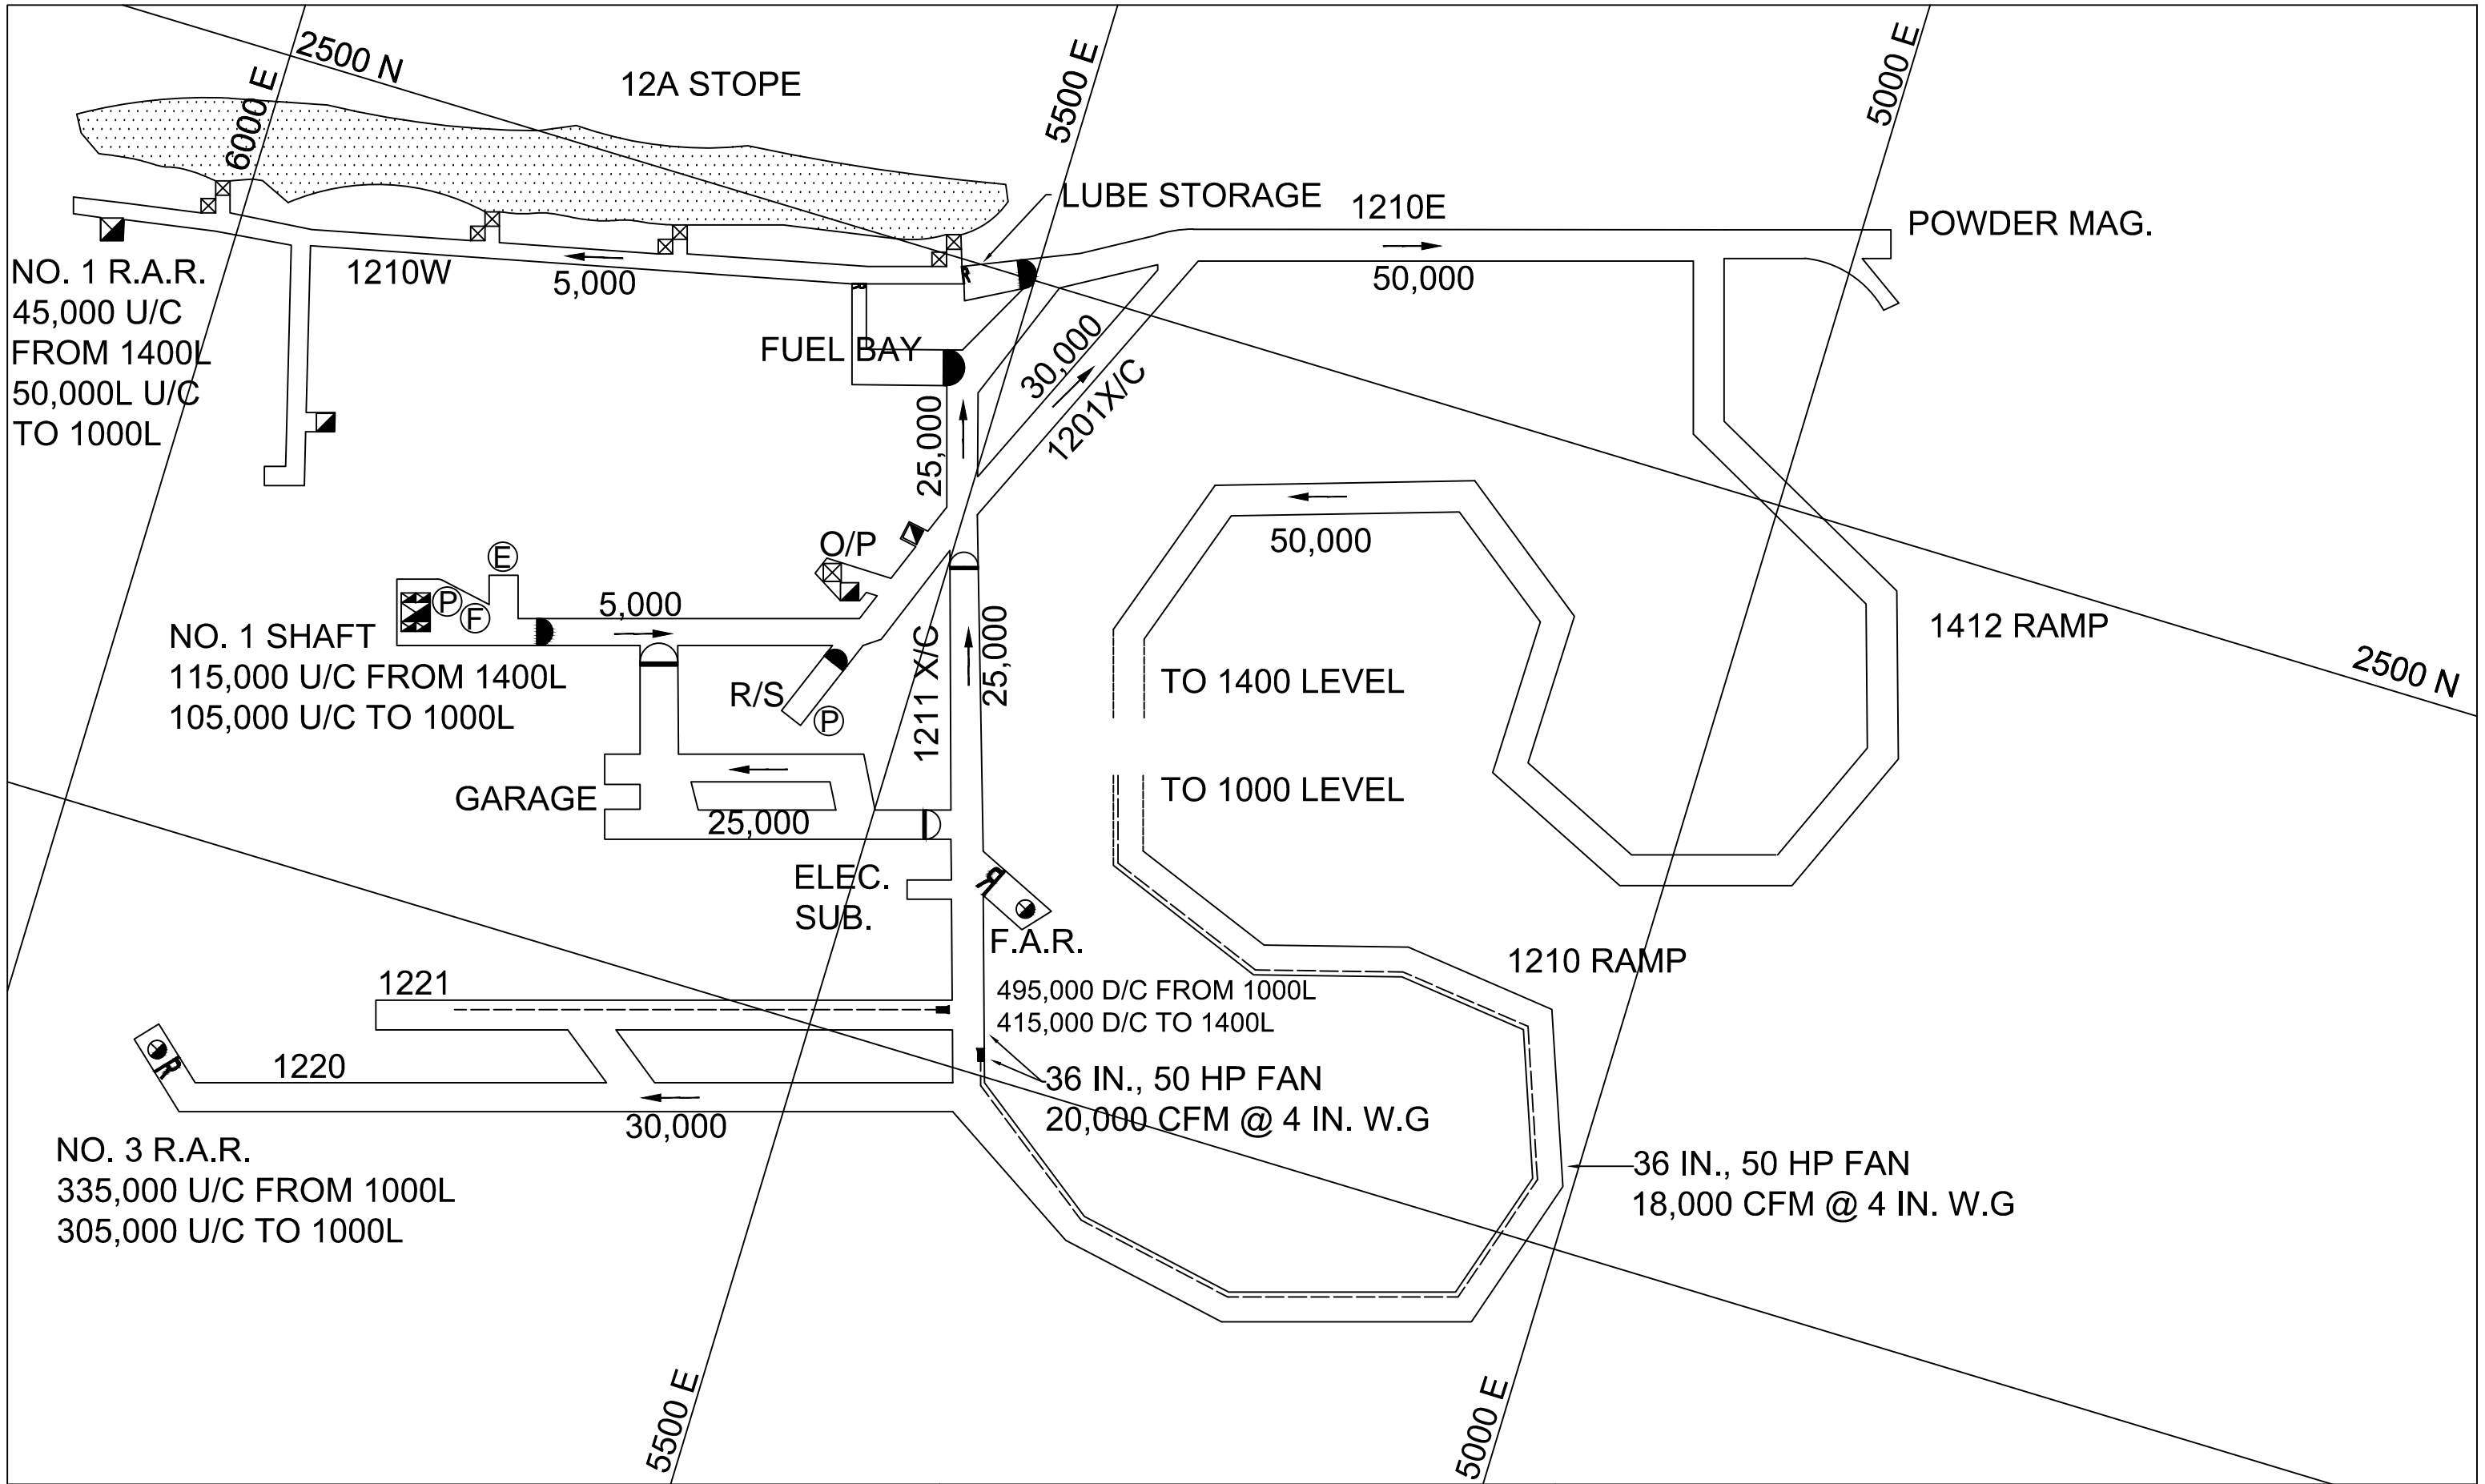 2500 N
6000 E
12A STOPE
5500 E
5000 E
LUBE STORAGE
1210E
POWDER MAG.
NO. 1 R.A.R.
45,000 U/C
FROM 1400L
50,000L U/C
TO 1000L
1210W
5,000
R
R
50,000
FUEL BAY
30,000
1201X/C
25,000
O/P
50,000
E
P
F
5,000
NO. 1 SHAFT
115,000 U/C FROM 1400L
105,000 U/C TO 1000L
R/S
P
1211 X/C
25,000
TO 1400 LEVEL
1412 RAMP
2500 N
GARAGE
25,000
TO 1000 LEVEL
ELEC.
SUB.
R
F.A.R.
1210 RAMP
495,000 D/C FROM 1000L
415,000 D/C TO 1400L
1221
R
1220
36 IN., 50 HP FAN
20,000 CFM @ 4 IN. W.G
30,000
NO. 3 R.A.R.
335,000 U/C FROM 1000L
305,000 U/C TO 1000L
36 IN., 50 HP FAN
18,000 CFM @ 4 IN. W.G
5500 E
5000 E